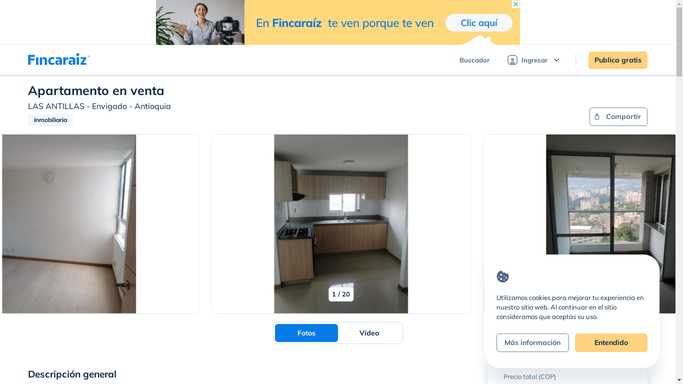 En Fincaraíz te ven porque te ven
Clic aquí
Fincaraiz
Buscador
Ingresar
Publica gratis
Apartamento en venta
LAS ANTILLAS - Envigado - Antioquia
Inmobiliaria
Compartir
1 / 20
Fotos
Vídeo
Utilizamos cookies para mejorar tu experiencia en
nuestro sitio web. Al continuar en el sitio
consideramos que aceptas su uso.
Más información
Entendido
Descripción general
Precio total (COP)